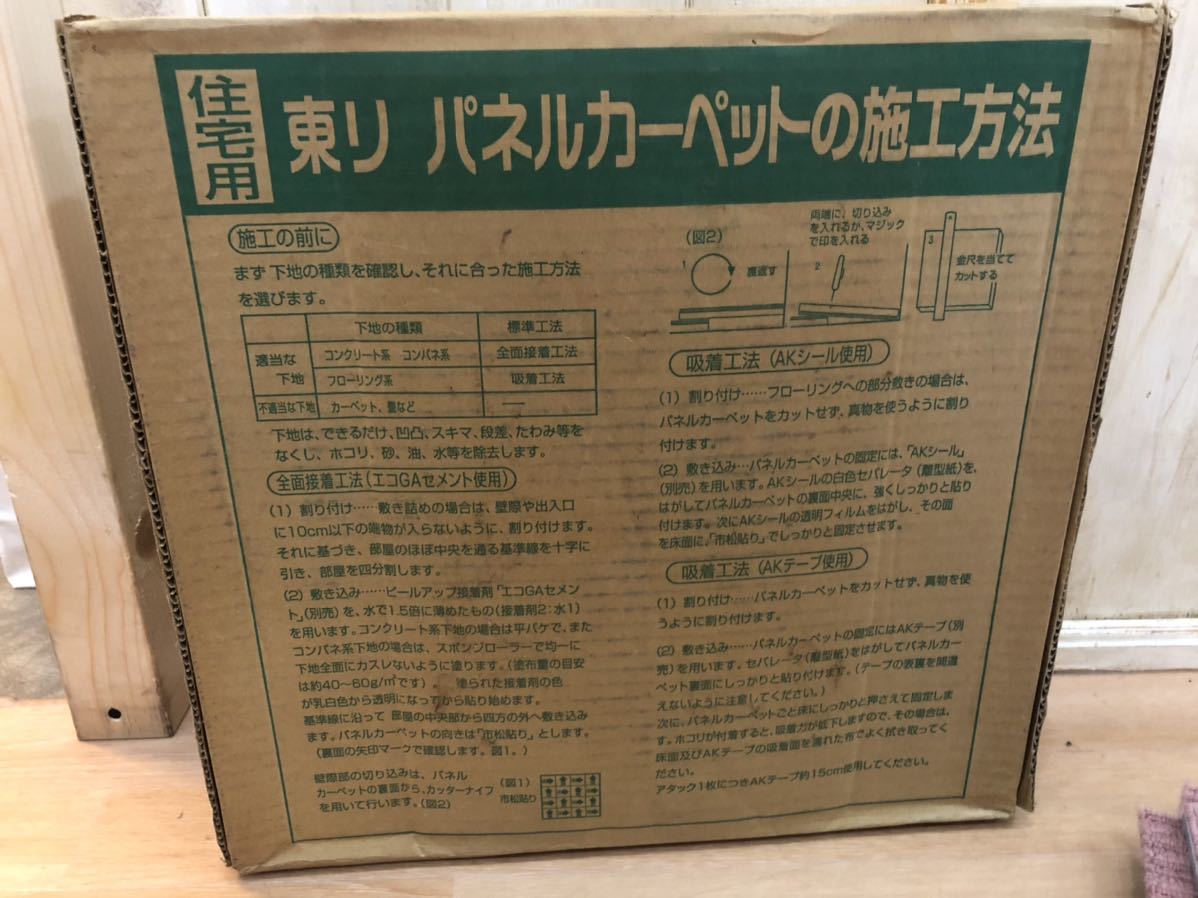 住宅用
東リ パネルカーペットの施工方法
施工の前に
まず 下地の種類を確認し、それに合った施工方法
を選びます。
下地の種類 標準工法
適当な下地 コンクリート系 コンパネ系 全面接着工法
フローリング系 吸着工法
不適当な下地 カーペット、畳など ―
下地は、できるだけ、凹凸、スキマ、段差、たわみ等を
なくし、ホコリ、砂、油、水等を除去します。
全面接着工法(エコGAセメント使用)
(1) 割り付け……敷き詰めの場合は、壁際や出入口
に10cm以下の端物が入らないように、割り付けます。
それに基づき、部屋のほぼ中央を通る基準線を十字に
引き、部屋を四分割します。
(2) 敷き込み……ピールアップ接着剤「エコGAセメン
ト」(別売)を、水で1.5倍に薄めたもの(接着剤2:水1)
を用います。コンクリート系下地の場合は平バケで、また
コンパネ系下地の場合は、スポンジローラーで均一に
下地全面にカスレないように塗ります。(塗布量の目安
は約40~60g/㎡です) 塗られた接着剤の色
が乳白色から透明になってから貼り始めます。
基準線に沿って 部屋の中央部から四方の外へ敷き込み
ます。パネルカーペットの向きは「市松貼り」とします。
(裏面の矢印マークで確認します。図1。)
壁際部の切り込みは、パネル
カーペットの裏面から、カッターナイフ
を用いて行います。(図2)
(図1)
市松貼り
(図2)
1 裏返す
両端に、切り込み
を入れるか、マジック
で印を入れる
2
3
金尺を当てて
カットする
吸着工法(AKシール使用)
(1) 割り付け……フローリングへの部分敷きの場合は、
パネルカーペットをカットせず、真物を使うように割り
付けます。
(2) 敷き込み…パネルカーペットの固定には、「AKシール」
(別売)を用います。AKシールの白色セパレータ(離型紙)を、
はがしてパネルカーペットの裏面中央に、強くしっかりと貼り
付けます。次にAKシールの透明フィルムをはがし、その面
を床面に、「市松貼り」でしっかりと固定させます。
吸着工法(AKテープ使用)
(1) 割り付け……パネルカーペットをカットせず、真物を使
うように割り付けます。
(2) 敷き込み……パネルカーペットの固定にはAKテープ(別
売)を用います。セパレータ(離型紙)をはがしてパネルカー
ペット裏面にしっかりと貼り付けます。(テープの表裏を間違
えないように注意してください。)
次に、パネルカーペットごと床にしっかりと押さえて固定しま
す。ホコリが付着すると、吸着力が低下しますので、その場合は、
床面及びAKテープの吸着面を濡れた布でよく拭き取ってく
ださい。
アタック1枚につきAKテープ約15cm使用してください。